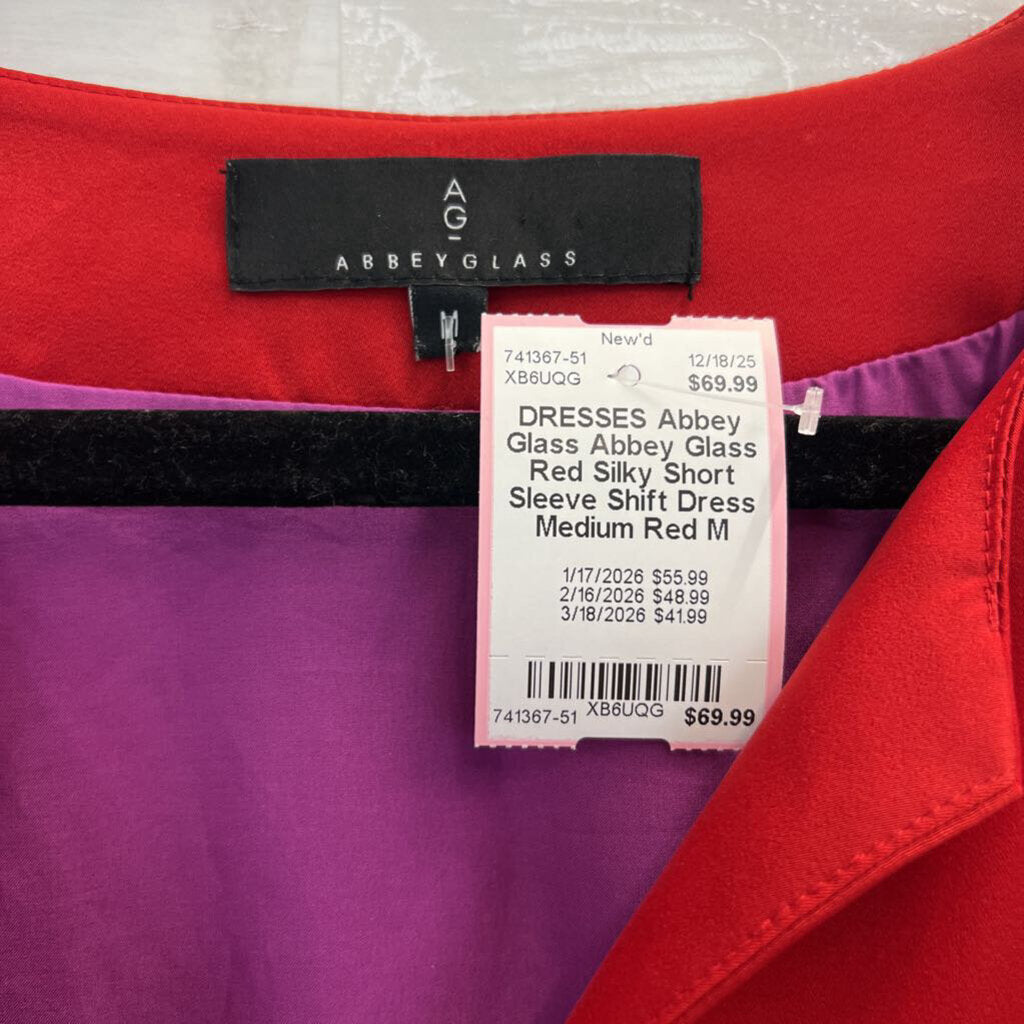 A
G
ABBEY GLASS
M
New'd
741367-51 12/18/25
XB6UQG $69.99
DRESSES Abbey
Glass Abbey Glass
Red Silky Short
Sleeve Shift Dress
Medium Red M
1/17/2026 $55.99
2/16/2026 $48.99
3/18/2026 $41.99
741367-51 XB6UQG $69.99